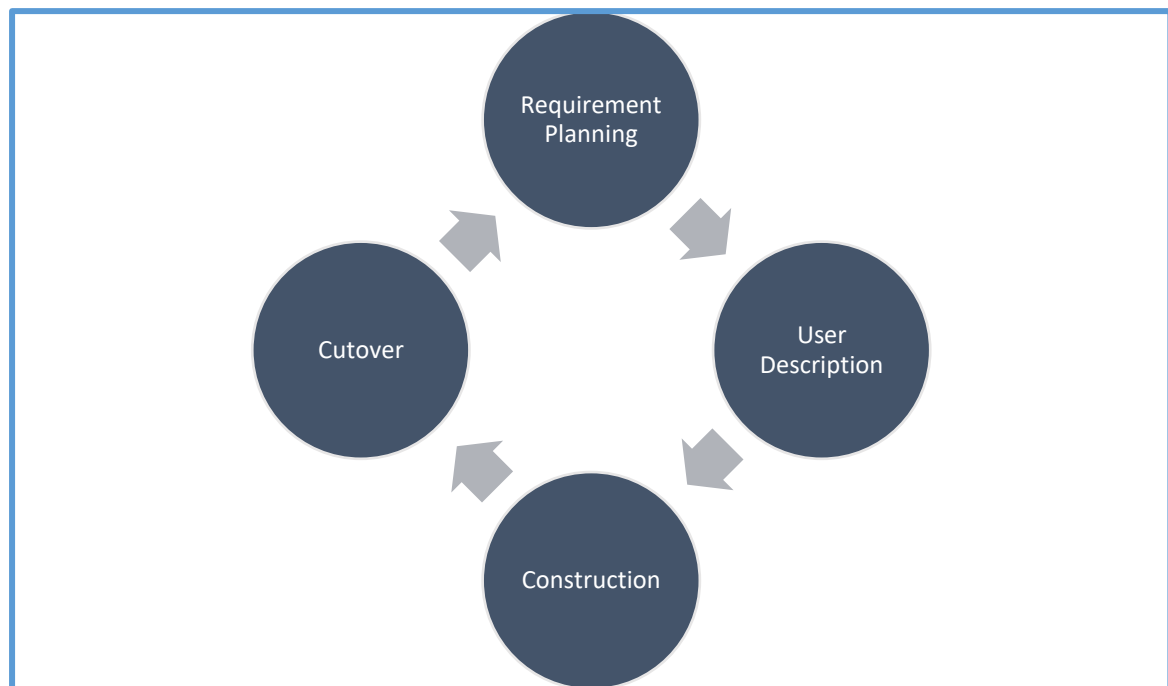 Requirement
Planning
User
Description
Construction
Cutover